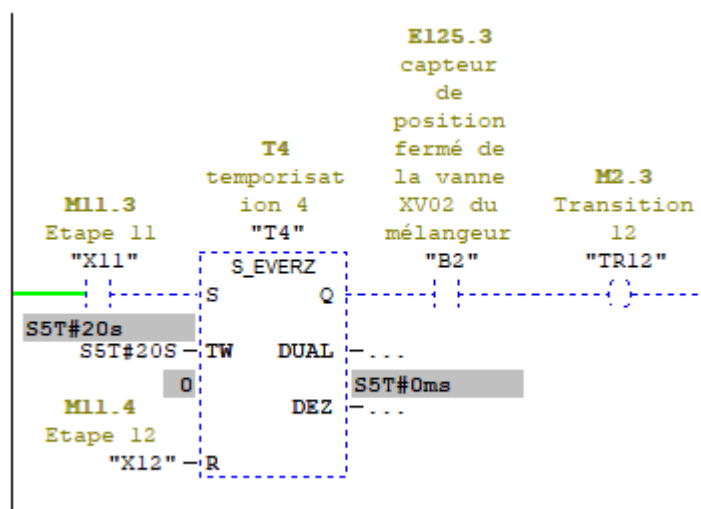 E125.3
capteur
de
position
fermé de
la vanne
XV02 du
mélangeur
"B2"
T4
temporisat
ion 4
"T4"
M11.3
Etape 11
"X11"
M2.3
Transition
12
"TR12"
S_EVERZ
S Q
S5T#20s
S5T#20S TW DUAL ...
0 S5T#0ms
DEZ ...
M11.4
Etape 12
"X12" R